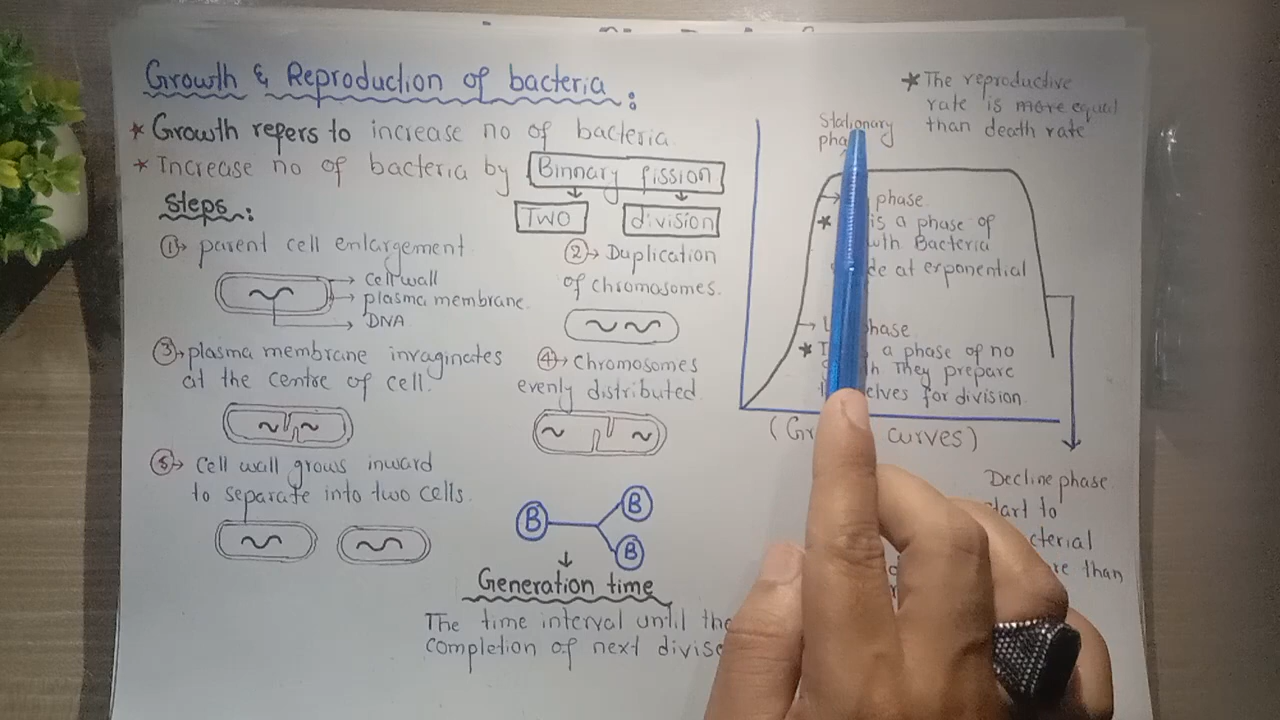 Growth & Reproduction of bacteria:
* Growth refers to increase no of bacteria.
* Increase no of bacteria by Binnary fission
Two division
Steps:
① parent cell enlargement
cell wall
plasma membrane
DNA
② Duplication
of chromosomes.
③ plasma membrane invaginates
at the centre of cell.
④ Chromosomes
evenly distributed
⑤ Cell wall grows inward
to separate into two cells.
B
B
B
Generation time
The time interval until the
completion of next
* The reproductive
rate is more equal
than death rate
Stationary
phase
* is a phase of
Bacteria
at exponential
phase
* a phase of no
They prepare
for division.
curves)
Decline phase
to
than